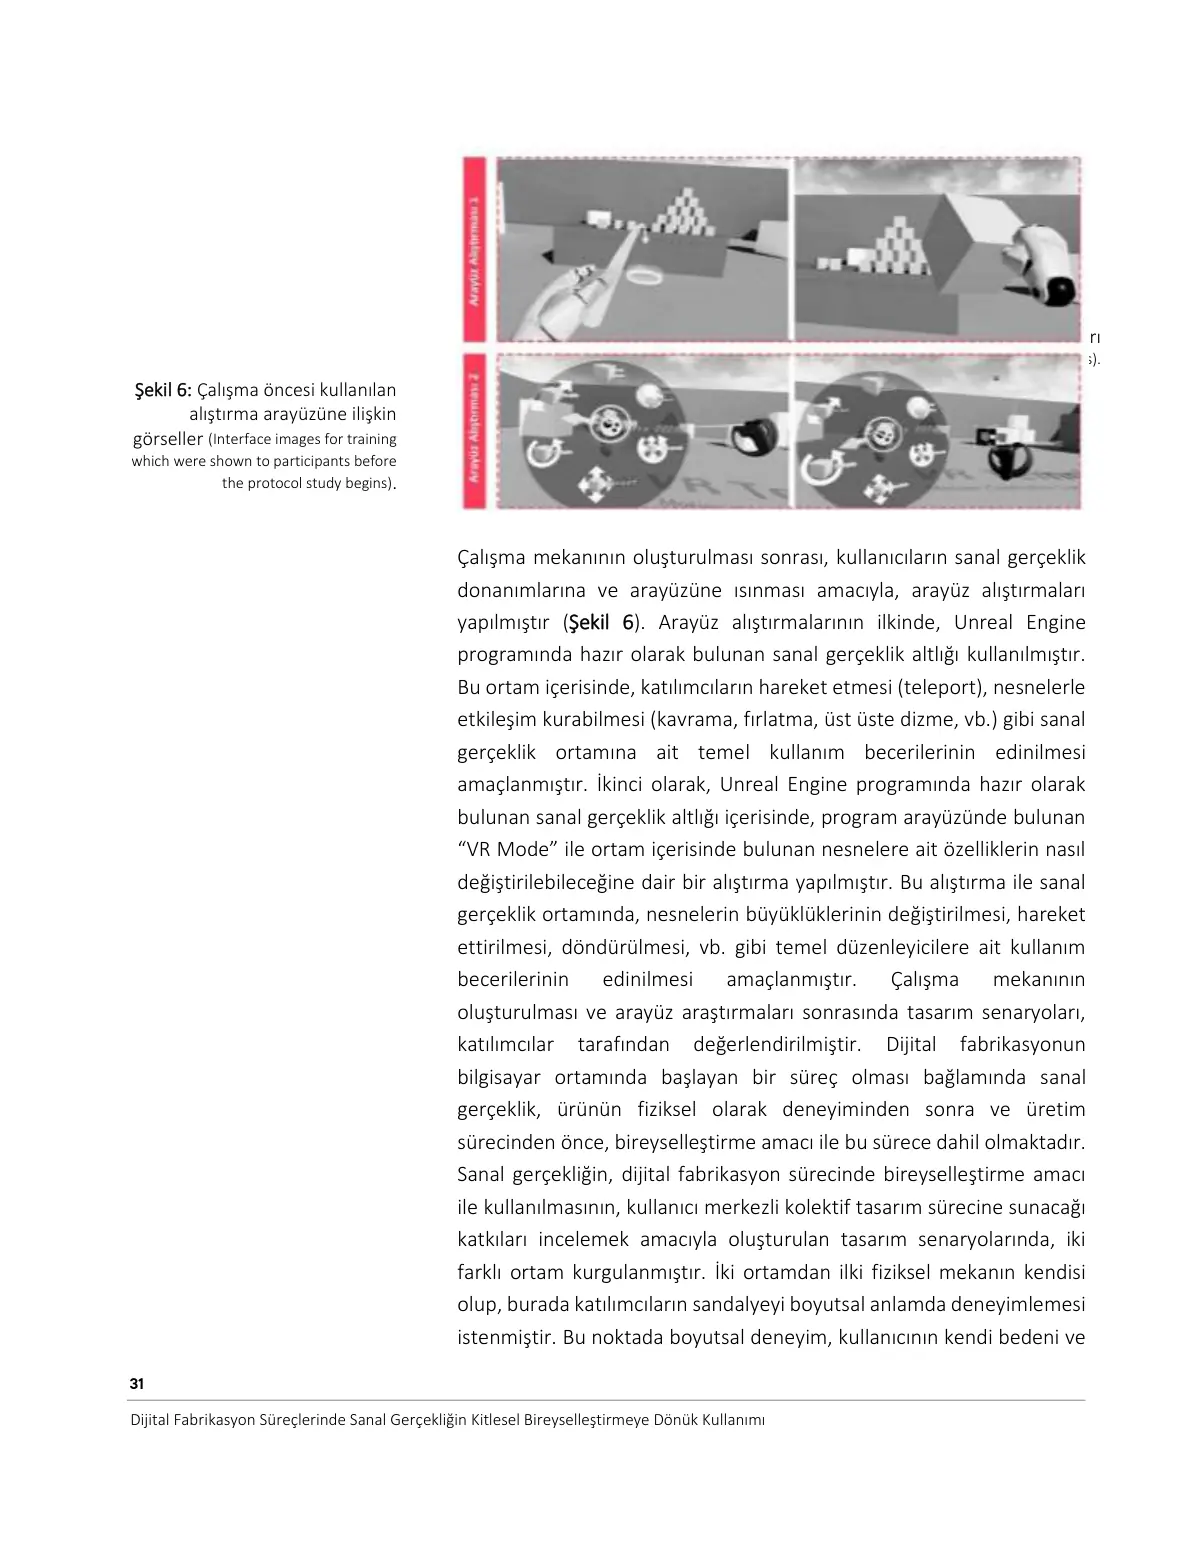 Arayüz Alıştırması 1
Arayüz Alıştırması 2
rı
s).
Şekil 6: Çalışma öncesi kullanılan
alıştırma arayüzüne ilişkin
görseller (Interface images for training
which were shown to participants before
the protocol study begins).
Çalışma mekanının oluşturulması sonrası, kullanıcıların sanal gerçeklik
donanımlarına ve arayüzüne ısınması amacıyla, arayüz alıştırmaları
yapılmıştır (Şekil 6). Arayüz alıştırmalarının ilkinde, Unreal Engine
programında hazır olarak bulunan sanal gerçeklik altlığı kullanılmıştır.
Bu ortam içerisinde, katılımcıların hareket etmesi (teleport), nesnelerle
etkileşim kurabilmesi (kavrama, fırlatma, üst üste dizme, vb.) gibi sanal
gerçeklik ortamına ait temel kullanım becerilerinin edinilmesi
amaçlanmıştır. İkinci olarak, Unreal Engine programında hazır olarak
bulunan sanal gerçeklik altlığı içerisinde, program arayüzünde bulunan
“VR Mode” ile ortam içerisinde bulunan nesnelere ait özelliklerin nasıl
değiştirilebileceğine dair bir alıştırma yapılmıştır. Bu alıştırma ile sanal
gerçeklik ortamında, nesnelerin büyüklüklerinin değiştirilmesi, hareket
ettirilmesi, döndürülmesi, vb. gibi temel düzenleyicilere ait kullanım
becerilerinin edinilmesi amaçlanmıştır. Çalışma mekanının
oluşturulması ve arayüz araştırmaları sonrasında tasarım senaryoları,
katılımcılar tarafından değerlendirilmiştir. Dijital fabrikasyonun
bilgisayar ortamında başlayan bir süreç olması bağlamında sanal
gerçeklik, ürünün fiziksel olarak deneyiminden sonra ve üretim
sürecinden önce, bireyselleştirme amacı ile bu sürece dahil olmaktadır.
Sanal gerçekliğin, dijital fabrikasyon sürecinde bireyselleştirme amacı
ile kullanılmasının, kullanıcı merkezli kolektif tasarım sürecine sunacağı
katkıları incelemek amacıyla oluşturulan tasarım senaryolarında, iki
farklı ortam kurgulanmıştır. İki ortamdan ilki fiziksel mekanın kendisi
olup, burada katılımcıların sandalyeyi boyutsal anlamda deneyimlemesi
istenmiştir. Bu noktada boyutsal deneyim, kullanıcının kendi bedeni ve
31
Dijital Fabrikasyon Süreçlerinde Sanal Gerçekliğin Kitlesel Bireyselleştirmeye Dönük Kullanımı